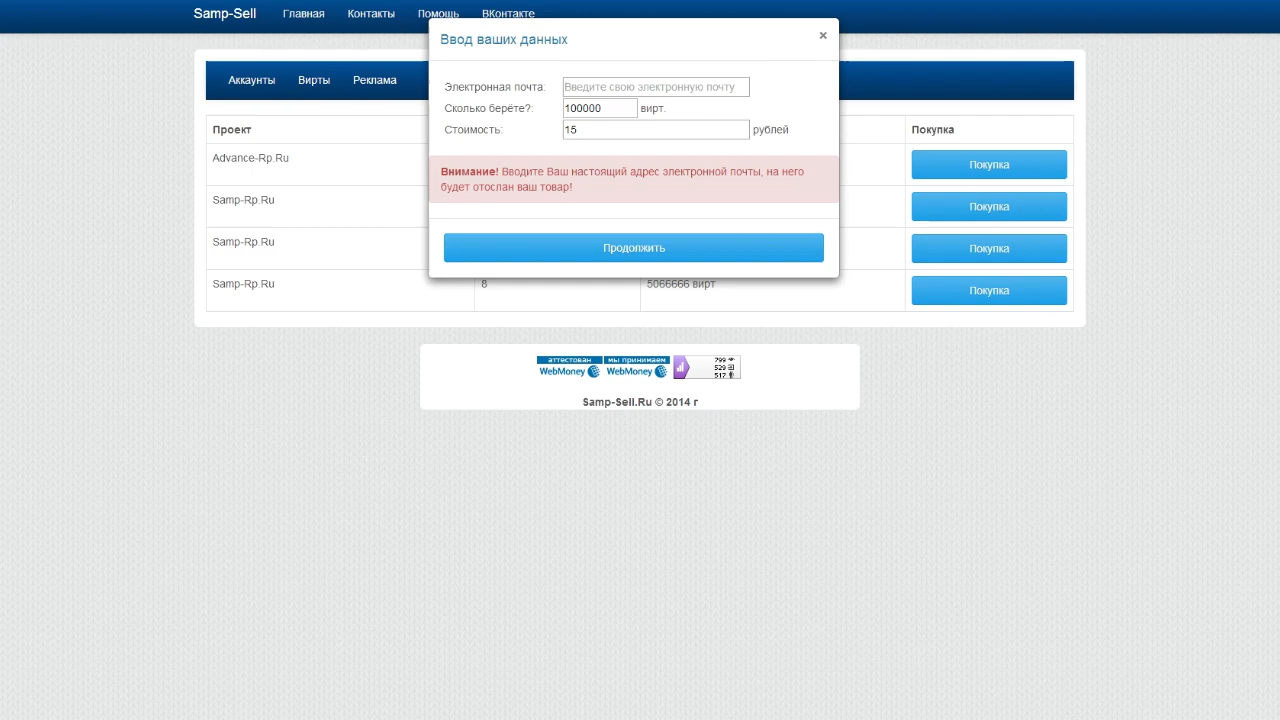 Samp-Sell Главная Контакты Помощь ВКонтакте
Ввод ваших данных ×
Аккаунты Вирты Реклама
Электронная почта: Введите свою электронную почту
Сколько берёте?: 100000 вирт.
Стоимость: 15 рублей
Внимание! Вводите Ваш настоящий адрес электронной почты, на него
будет отослан ваш товар!
Продолжить
Проект Покупка
Advance-Rp.Ru Покупка
Samp-Rp.Ru Покупка
Samp-Rp.Ru Покупка
Samp-Rp.Ru 8 5066666 вирт Покупка
аттестован мы принимаем
WebMoney WebMoney
799
529
517
Samp-Sell.Ru © 2014 г